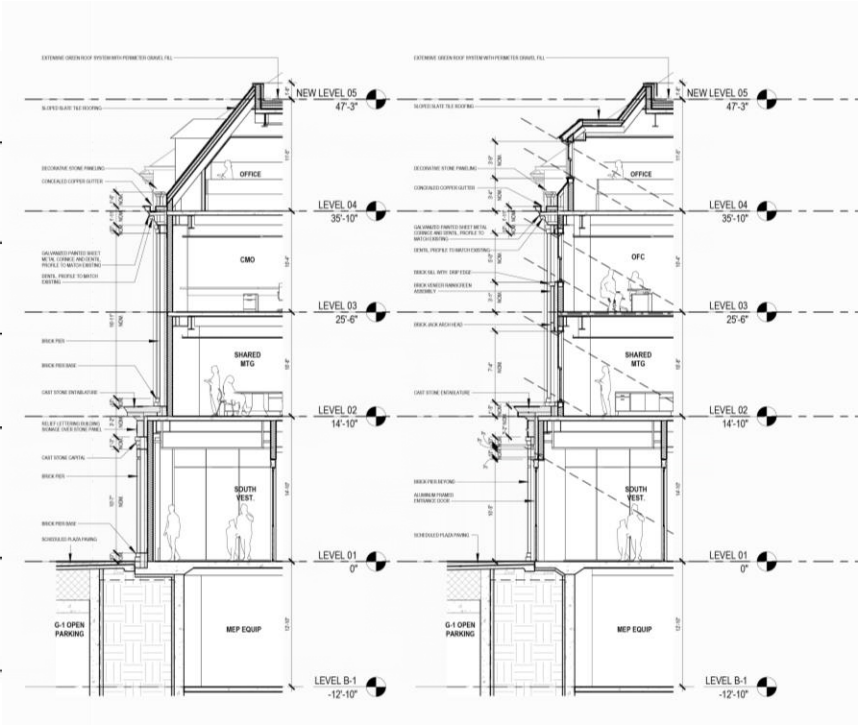 EXTENSIVE GREEN ROOF SYSTEM WITH PERIMETER GRAVEL FILL
NEW LEVEL 05
47'-3"
SLOPED SLATE TILE ROOFING
DECORATIVE STONE PANELING
CONCEALED COPPER GUTTER
OFFICE
LEVEL 04
35'-10"
GALVANIZED PAINTED SHEET
METAL CORNICE AND DENTIL,
PROFILE TO MATCH EXISTING
DENTIL, PROFILE TO MATCH
EXISTING
CMO
LEVEL 03
25'-6"
BRICK PIER
BRICK PIER BASE
SHARED
MTG
CAST STONE ENTABLATURE
LEVEL 02
14'-10"
RELIEF LETTERING BUILDING
SIGNAGE OVER STONE PANEL
CAST STONE CAPITAL
BRICK PIER
SOUTH
VEST.
BRICK PIER BASE
SCHEDULED PLAZA PAVING
LEVEL 01
0"
G-1 OPEN
PARKING
MEP EQUIP
12'-10"
LEVEL B-1
-12'-10"
EXTENSIVE GREEN ROOF SYSTEM WITH PERIMETER GRAVEL FILL
NEW LEVEL 05
47'-3"
SLOPED SLATE TILE ROOFING
DECORATIVE STONE PANELING
CONCEALED COPPER GUTTER
OFFICE
LEVEL 04
35'-10"
GALVANIZED PAINTED SHEET METAL
CORNICE AND DENTIL, PROFILE TO
MATCH EXISTING
DENTIL, PROFILE TO MATCH EXISTING
BRICK SILL WITH DRIP EDGE
BRICK VENEER RAINSCREEN
ASSEMBLY
OFC
LEVEL 03
25'-6"
BRICK JACK ARCH HEAD
SHARED
MTG
CAST STONE ENTABLATURE
LEVEL 02
14'-10"
BRICK PIER BEYOND
ALUMINUM FRAMED
ENTRANCE DOOR
SOUTH
VEST.
SCHEDULED PLAZA PAVING
LEVEL 01
0"
G-1 OPEN
PARKING
MEP EQUIP
12'-10"
LEVEL B-1
-12'-10"